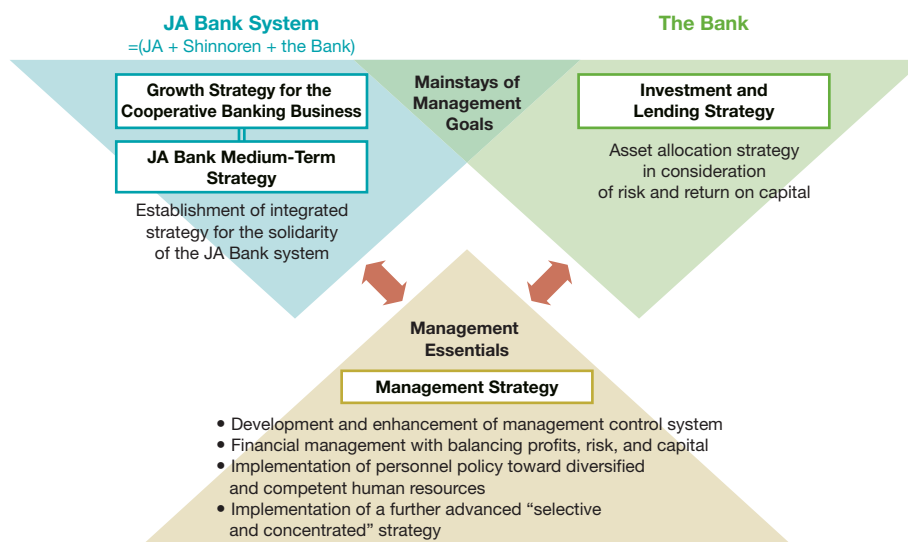 JA Bank System
=(JA + Shinnoren + the Bank)
Growth Strategy for the
Cooperative Banking Business
JA Bank Medium-Term
Strategy
Establishment of integrated
strategy for the solidarity
of the JA Bank system
Mainstays of
Management
Goals
The Bank
Investment and
Lending Strategy
Asset allocation strategy
in consideration
of risk and return on capital
Management
Essentials
Management Strategy
• Development and enhancement of management control system
• Financial management with balancing profits, risk, and capital
• Implementation of personnel policy toward diversified
and competent human resources
• Implementation of a further advanced “selective
and concentrated” strategy